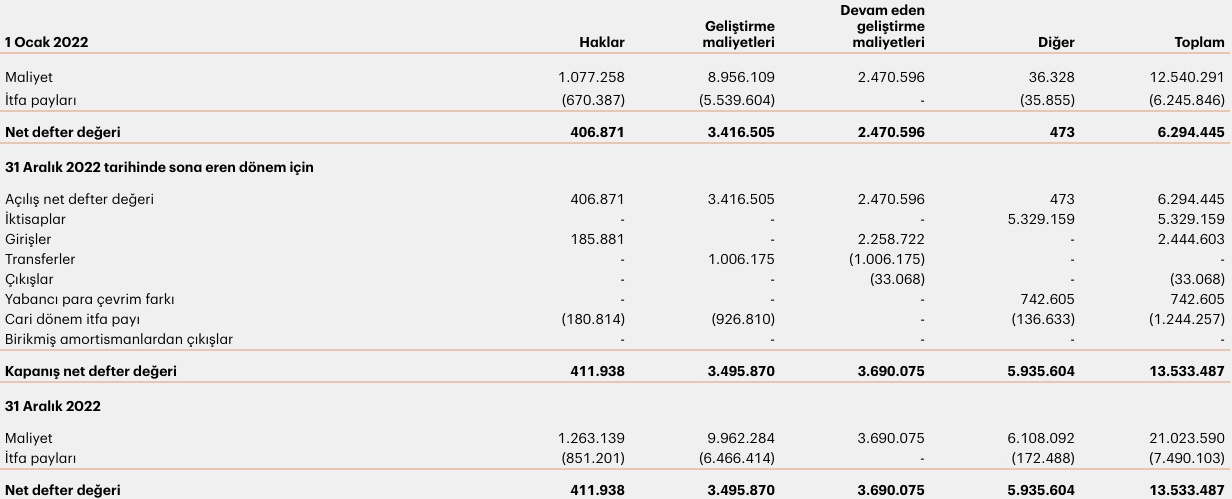 Devam eden
Geliştirme geliştirme
1 Ocak 2022 Haklar maliyetleri maliyetleri Diğer Toplam
Maliyet 1.077.258 8.956.109 2.470.596 36.328 12.540.291
İtfa payları (670.387) (5.539.604) - (35.855) (6.245.846)
Net defter değeri 406.871 3.416.505 2.470.596 473 6.294.445
31 Aralık 2022 tarihinde sona eren dönem için
Açılış net defter değeri 406.871 3.416.505 2.470.596 473 6.294.445
İktisaplar - - - 5.329.159 5.329.159
Girişler 185.881 - 2.258.722 - 2.444.603
Transferler - 1.006.175 (1.006.175) - -
Çıkışlar - - (33.068) - (33.068)
Yabancı para çevrim farkı - - - 742.605 742.605
Cari dönem itfa payı (180.814) (926.810) - (136.633) (1.244.257)
Birikmiş amortismanlardan çıkışlar - - - - -
Kapanış net defter değeri 411.938 3.495.870 3.690.075 5.935.604 13.533.487
31 Aralık 2022
Maliyet 1.263.139 9.962.284 3.690.075 6.108.092 21.023.590
İtfa payları (851.201) (6.466.414) - (172.488) (7.490.103)
Net defter değeri 411.938 3.495.870 3.690.075 5.935.604 13.533.487